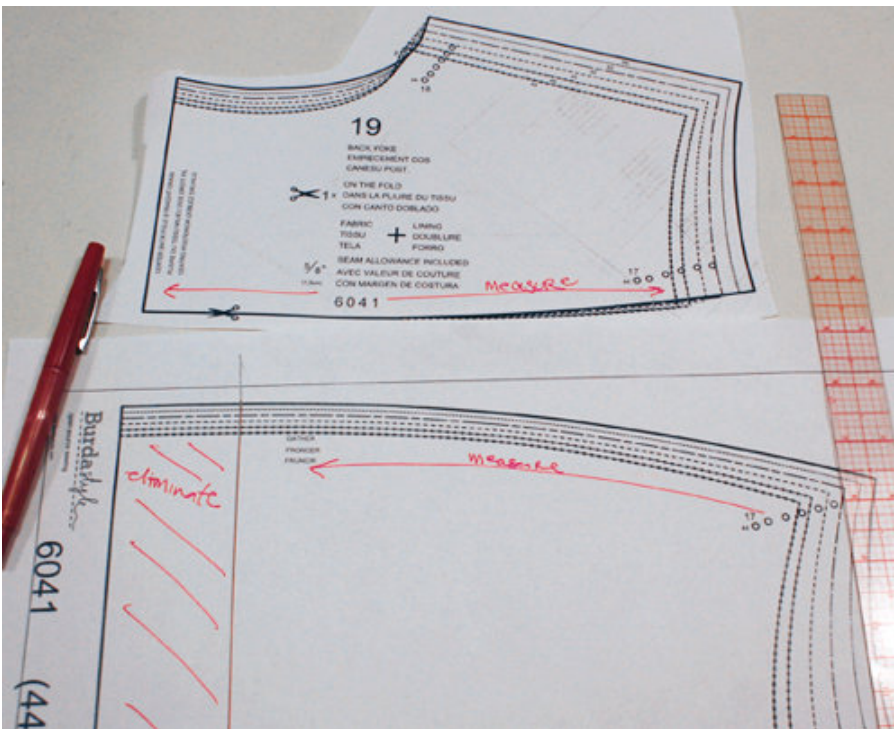 18
19
BACK YOKE
EMPIECEMENT DOS
CANESU POST.
ON THE FOLD
1x DANS LA PLIURE DU TISSU
CON CANTO DOBLADO
FABRIC + LINING
TISSU DOUBLURE
TELA FORRO
5/8" SEAM ALLOWANCE INCLUDED
AVEC VALEUR DE COUTURE
CON MARGEN DE COSTURA
measure
17
6041
GATHER
FRONCER
FRUNCIR
measure
eliminate
17
Burdastyle
6041 (44